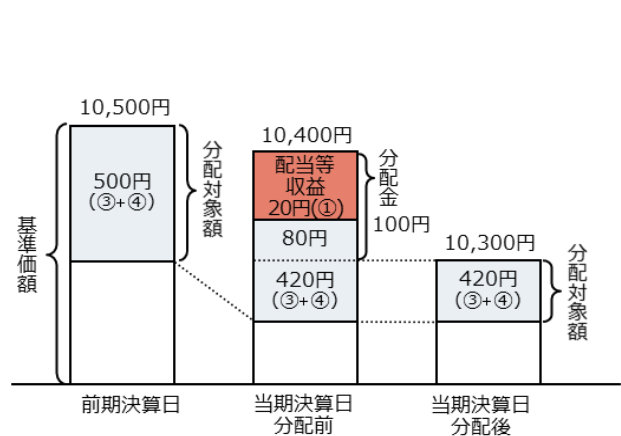 10,500円
500円
(③+④)
分配対象額
基準価額
前期決算日
10,400円
配当等
収益
20円(①)
80円
420円
(③+④)
分配金
100円
当期決算日
分配前
10,300円
420円
(③+④)
分配対象額
当期決算日
分配後